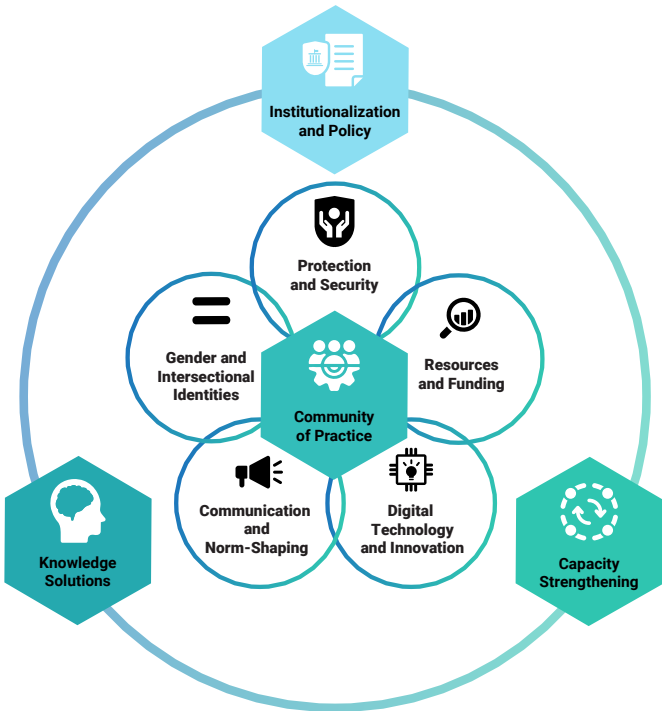 Institutionalization
and Policy
Protection
and Security
Gender and
Intersectional
Identities
Resources
and Funding
Community
of Practice
Communication
and
Norm-Shaping
Digital
Technology
and Innovation
Knowledge
Solutions
Capacity
Strengthening